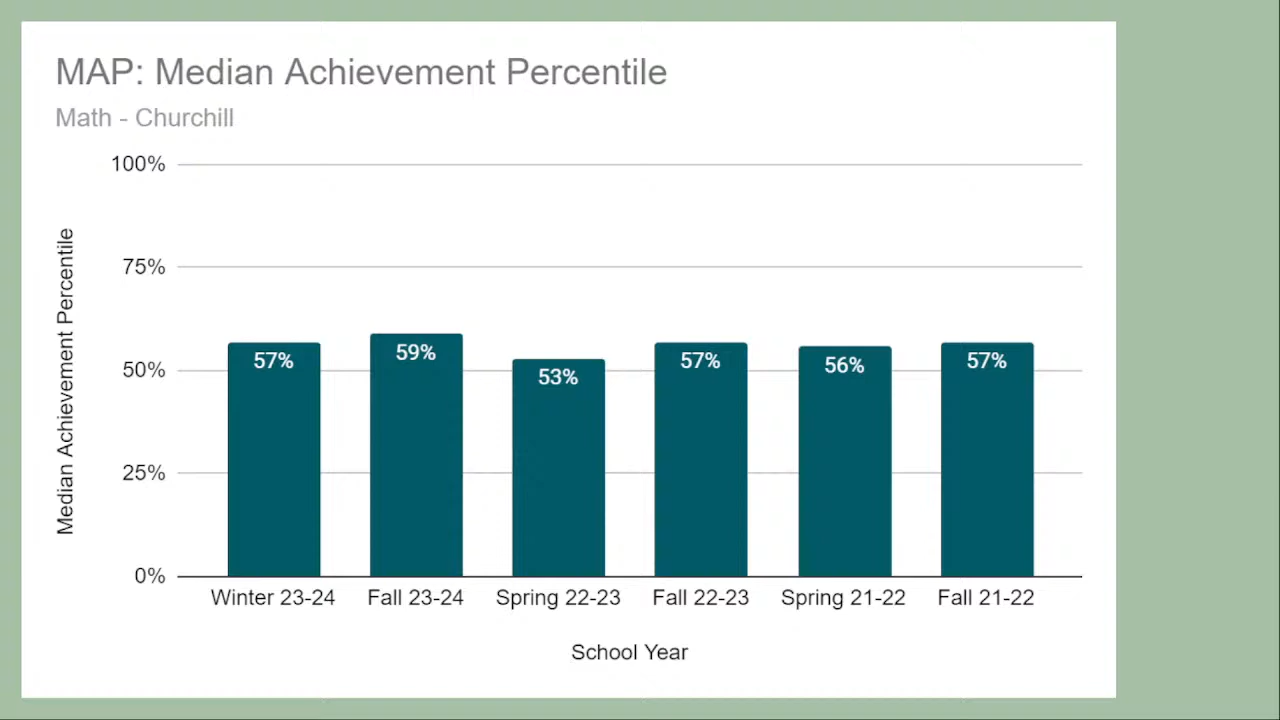 MAP: Median Achievement Percentile
Math - Churchill
Median Achievement Percentile
100%
75%
50%
25%
0%
57%
59%
53%
57%
56%
57%
Winter 23-24
Fall 23-24
Spring 22-23
Fall 22-23
Spring 21-22
Fall 21-22
School Year